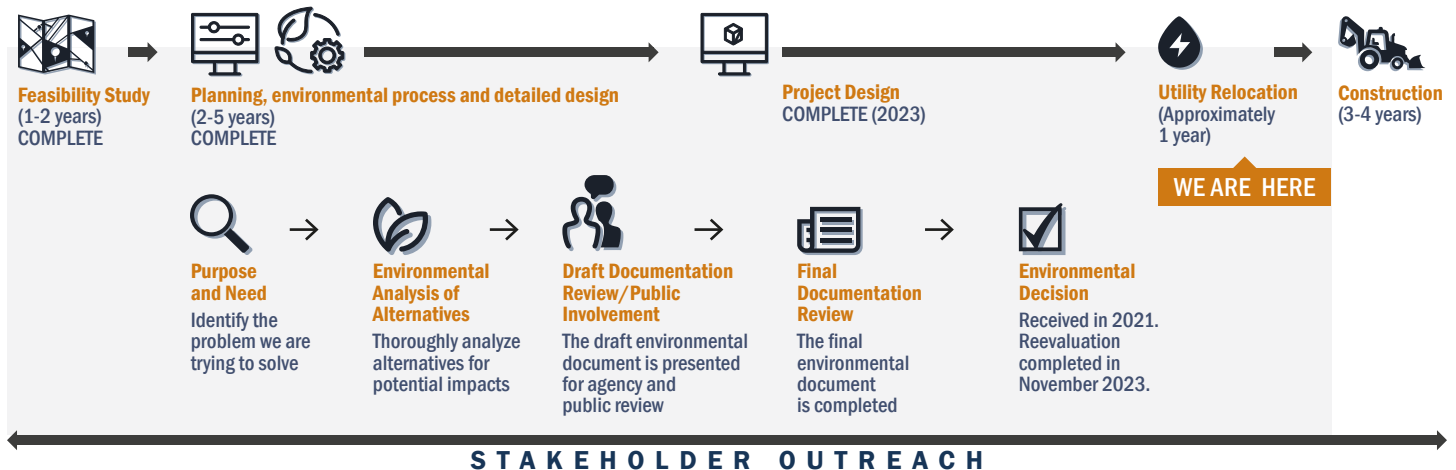 Feasibility Study
(1-2 years)
COMPLETE
Planning, environmental process and detailed design
(2-5 years)
COMPLETE
Project Design
COMPLETE (2023)
Utility Relocation
(Approximately
1 year)
Construction
(3-4 years)
WE ARE HERE
Purpose
and Need
Identify the
problem we are
trying to solve
Environmental
Analysis of
Alternatives
Thoroughly analyze
alternatives for
potential impacts
Draft Documentation
Review/Public
Involvement
The draft environmental
document is presented
for agency and
public review
Final
Documentation
Review
The final
environmental
document
is completed
Environmental
Decision
Received in 2021.
Reevaluation
completed in
November 2023.
STAKEHOLDER OUTREACH